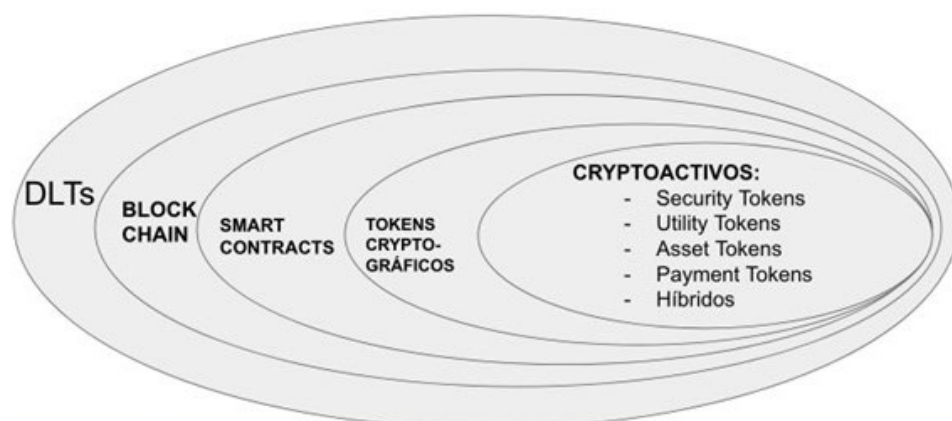 DLTs
BLOCK
CHAIN
SMART
CONTRACTS
TOKENS
CRYPTO-
GRÁFICOS
CRYPTOACTIVOS:
- Security Tokens
- Utility Tokens
- Asset Tokens
- Payment Tokens
- Híbridos